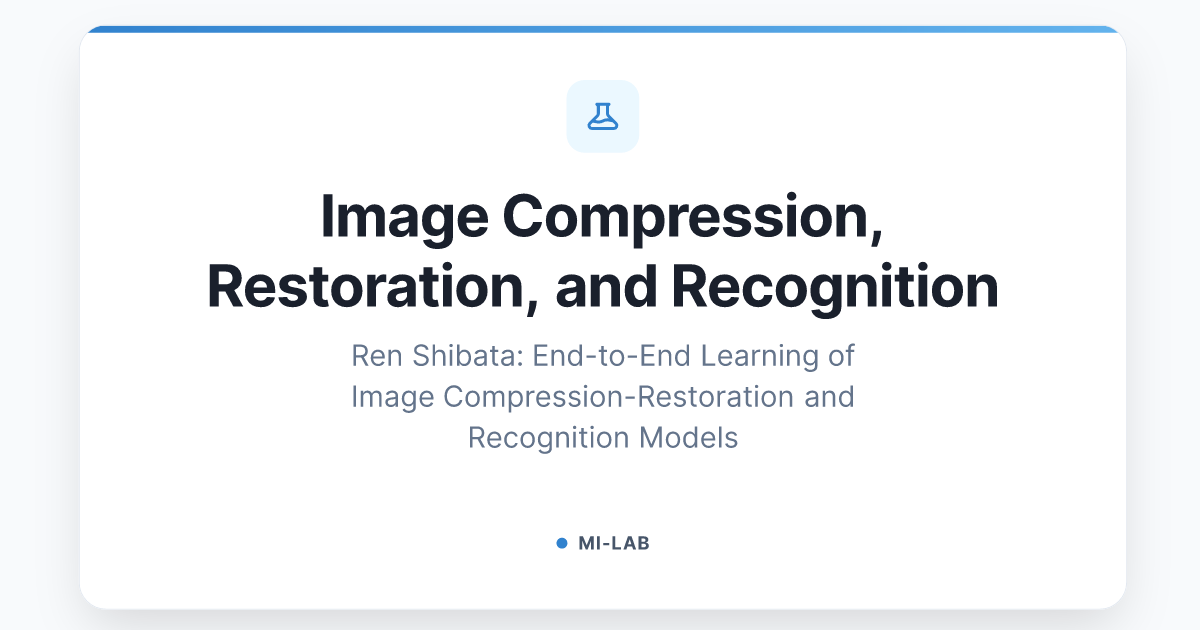 Image Compression,
Restoration, and Recognition
Ren Shibata: End-to-End Learning of
Image Compression-Restoration and
Recognition Models
MI-LAB